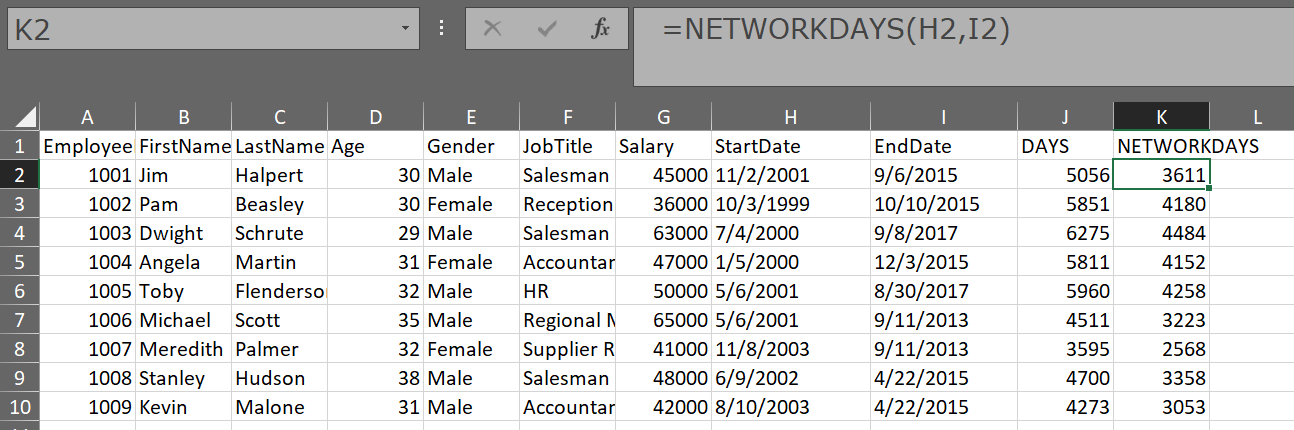 K2 fx =NETWORKDAYS(H2,I2)
A B C D E F G H I J K L
1 Employee FirstName LastName Age Gender JobTitle Salary StartDate EndDate DAYS NETWORKDAYS
2 1001 Jim Halpert 30 Male Salesman 45000 11/2/2001 9/6/2015 5056 3611
3 1002 Pam Beasley 30 Female Reception 36000 10/3/1999 10/10/2015 5851 4180
4 1003 Dwight Schrute 29 Male Salesman 63000 7/4/2000 9/8/2017 6275 4484
5 1004 Angela Martin 31 Female Accountar 47000 1/5/2000 12/3/2015 5811 4152
6 1005 Toby Flenderso 32 Male HR 50000 5/6/2001 8/30/2017 5960 4258
7 1006 Michael Scott 35 Male Regional M 65000 5/6/2001 9/11/2013 4511 3223
8 1007 Meredith Palmer 32 Female Supplier R 41000 11/8/2003 9/11/2013 3595 2568
9 1008 Stanley Hudson 38 Male Salesman 48000 6/9/2002 4/22/2015 4700 3358
10 1009 Kevin Malone 31 Male Accountar 42000 8/10/2003 4/22/2015 4273 3053